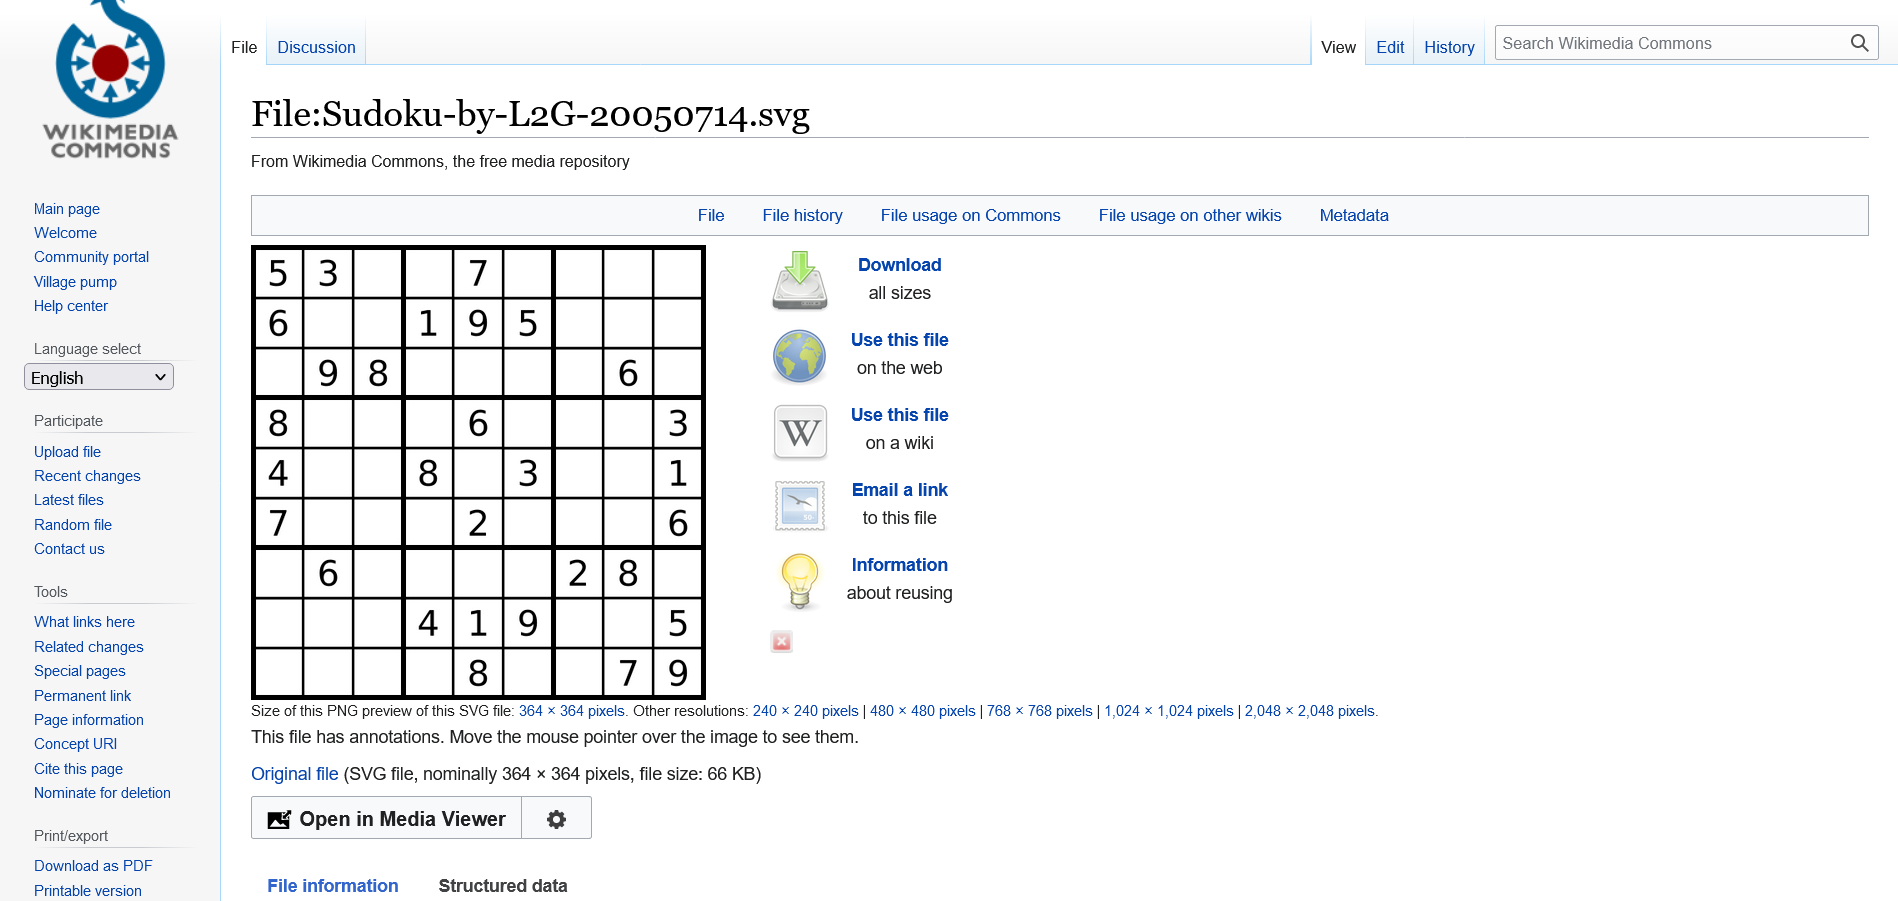 WIKIMEDIA
COMMONS
File
Discussion
View
Edit
History
Search Wikimedia Commons
File:Sudoku-by-L2G-20050714.svg
From Wikimedia Commons, the free media repository
Main page
Welcome
Community portal
Village pump
Help center
Language select
English
Participate
Upload file
Recent changes
Latest files
Random file
Contact us
Tools
What links here
Related changes
Special pages
Permanent link
Page information
Concept URI
Cite this page
Nominate for deletion
Print/export
Download as PDF
Printable version
File File history File usage on Commons File usage on other wikis Metadata
5 3 7
6 1 9 5
9 8 6
8 6 3
4 8 3 1
7 2 6
6 2 8
4 1 9 5
8 7 9
Download
all sizes
Use this file
on the web
W
Use this file
on a wiki
Email a link
to this file
Information
about reusing
Size of this PNG preview of this SVG file: 364 × 364 pixels. Other resolutions: 240 × 240 pixels | 480 × 480 pixels | 768 × 768 pixels | 1,024 × 1,024 pixels | 2,048 × 2,048 pixels.
This file has annotations. Move the mouse pointer over the image to see them.
Original file (SVG file, nominally 364 × 364 pixels, file size: 66 KB)
Open in Media Viewer
File information
Structured data